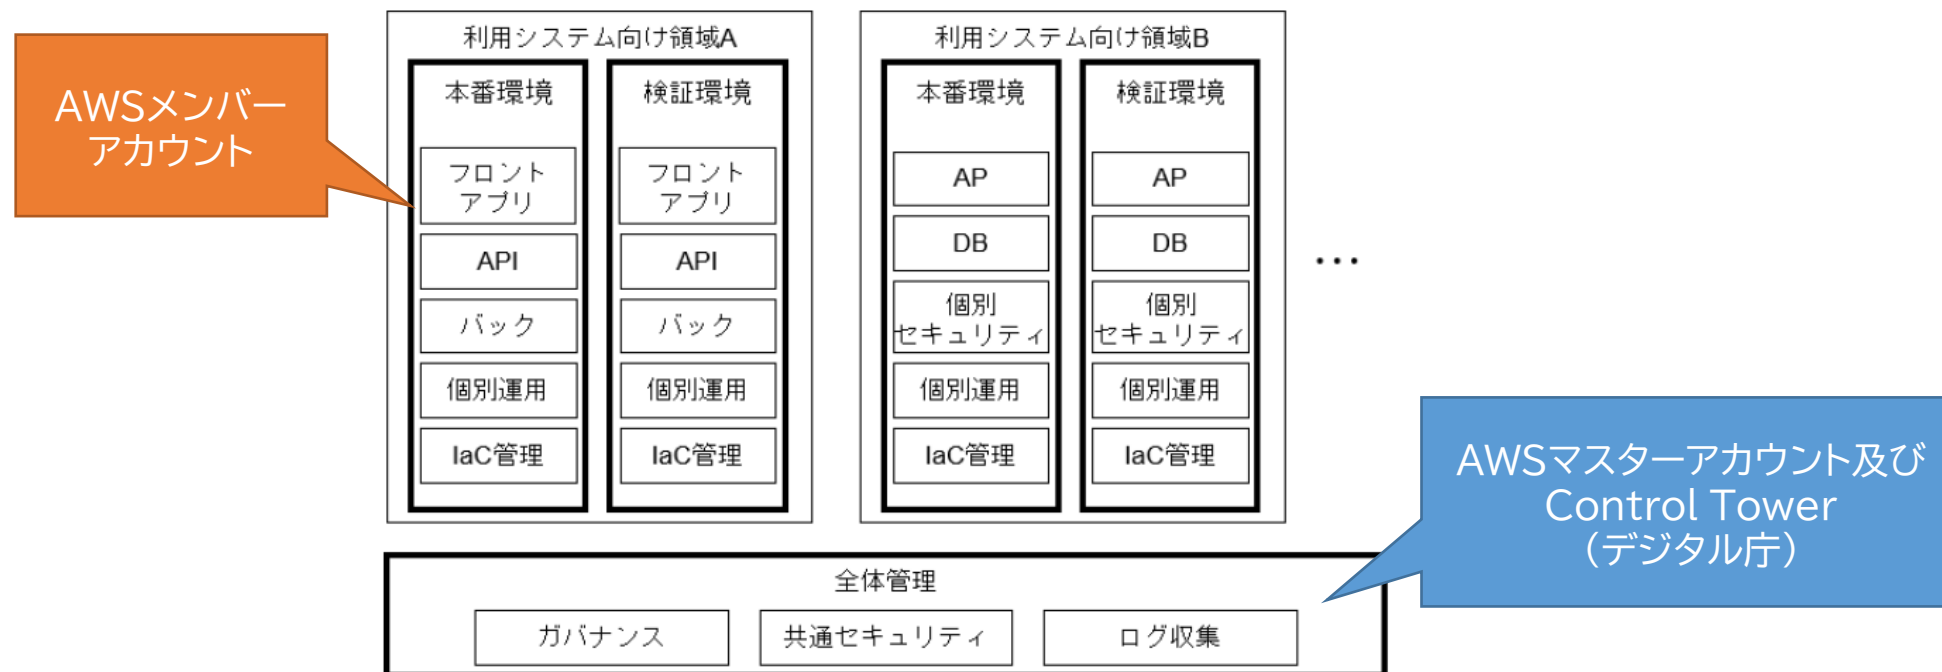 AWSメンバー
アカウント
利用システム向け領域A
本番環境
フロント
アプリ
API
バック
個別運用
IaC管理
検証環境
フロント
アプリ
API
バック
個別運用
IaC管理
利用システム向け領域B
本番環境
AP
DB
個別
セキュリティ
個別運用
IaC管理
検証環境
AP
DB
個別
セキュリティ
個別運用
IaC管理
…
AWSマスターアカウント及び
Control Tower
（デジタル庁）
全体管理
ガバナンス
共通セキュリティ
ログ収集